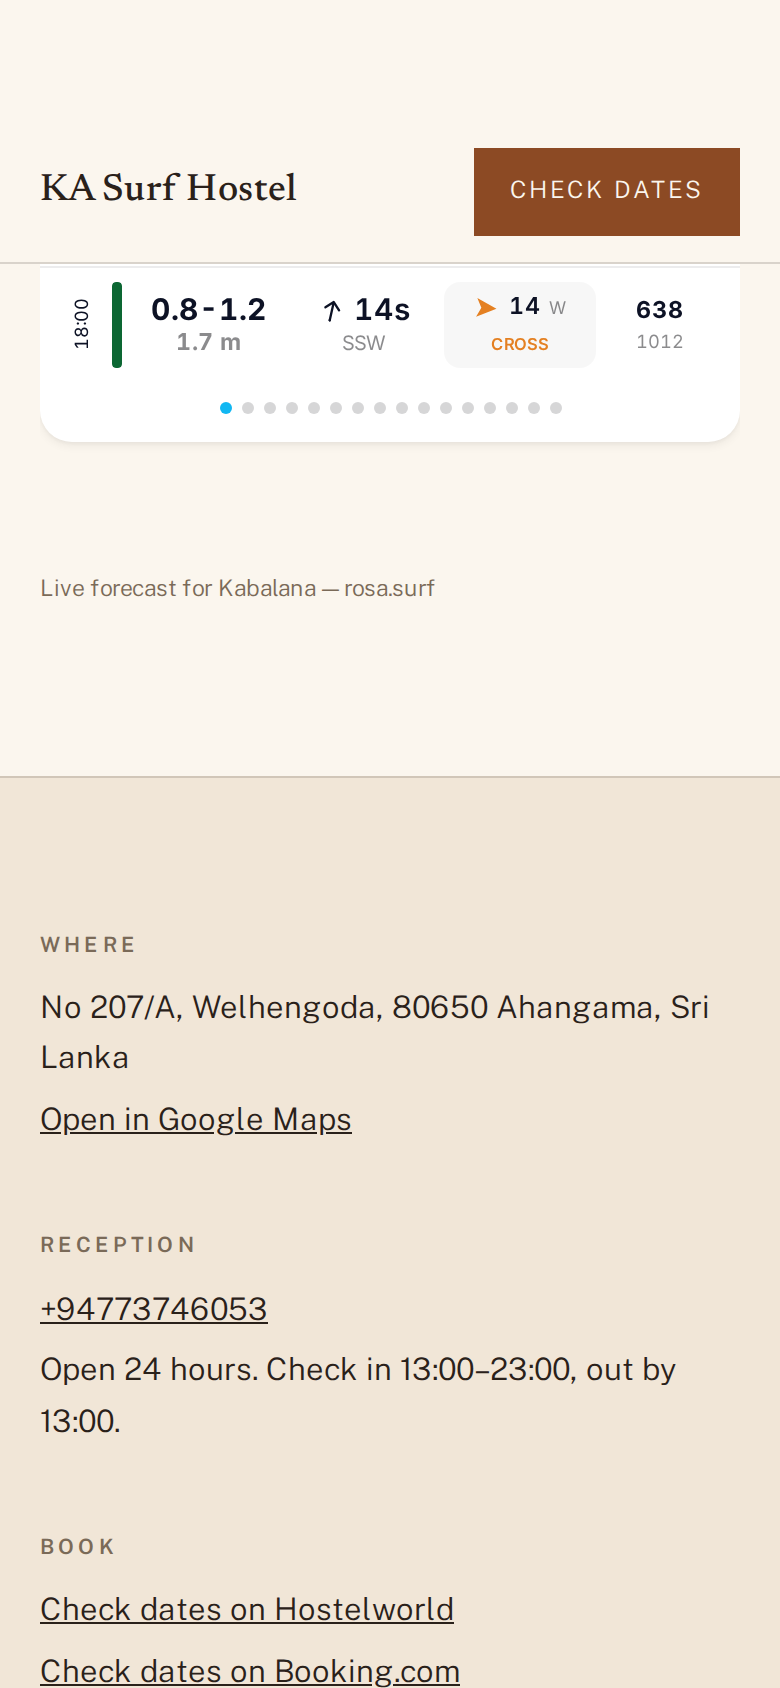 KA Surf Hostel
CHECK DATES
18:00
0.8-1.2
1.7 m
14s
SSW
14 W
CROSS
638
1012
Live forecast for Kabalana — rosa.surf
WHERE
No 207/A, Welhengoda, 80650 Ahangama, Sri
Lanka
Open in Google Maps
RECEPTION
+94773746053
Open 24 hours. Check in 13:00–23:00, out by
13:00.
BOOK
Check dates on Hostelworld
Check dates on Booking.com